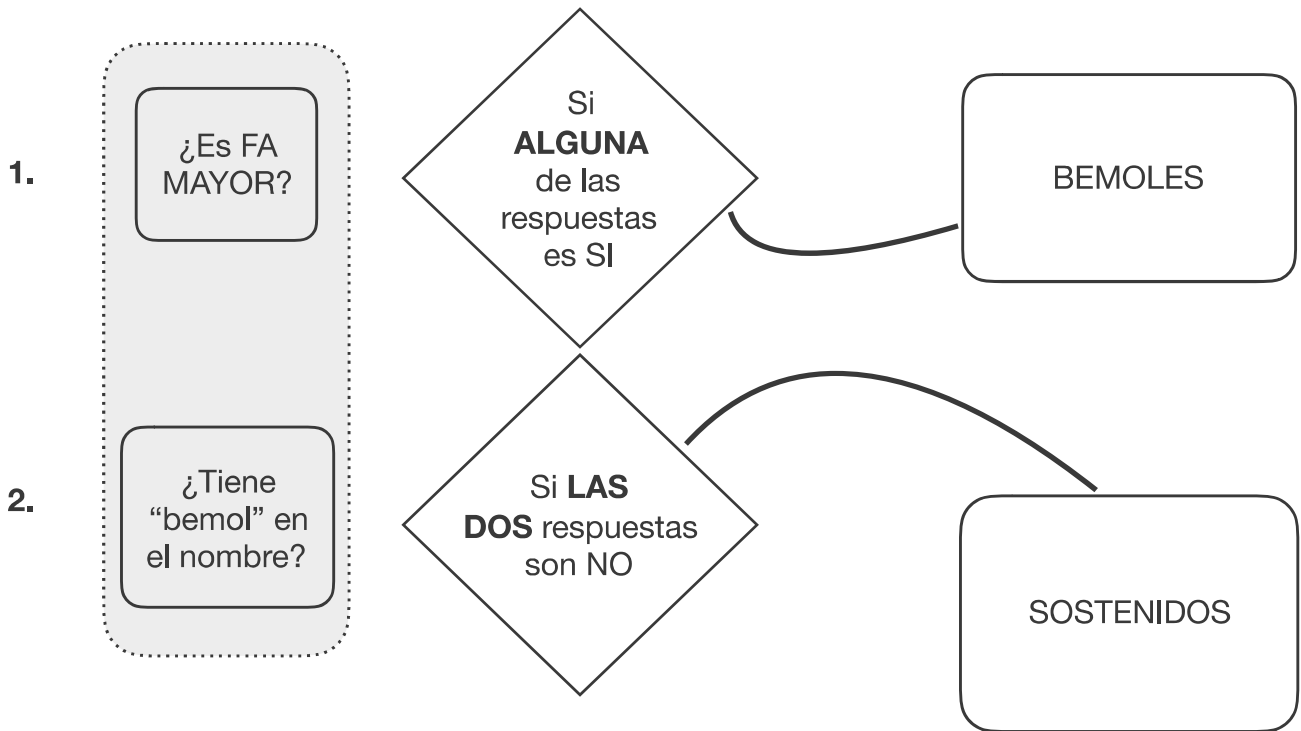 1.
¿Es FA
MAYOR?
Si
ALGUNA
de las
respuestas
es SI
BEMOLES
2.
¿Tiene
“bemol” en
el nombre?
Si LAS
DOS respuestas
son NO
SOSTENIDOS